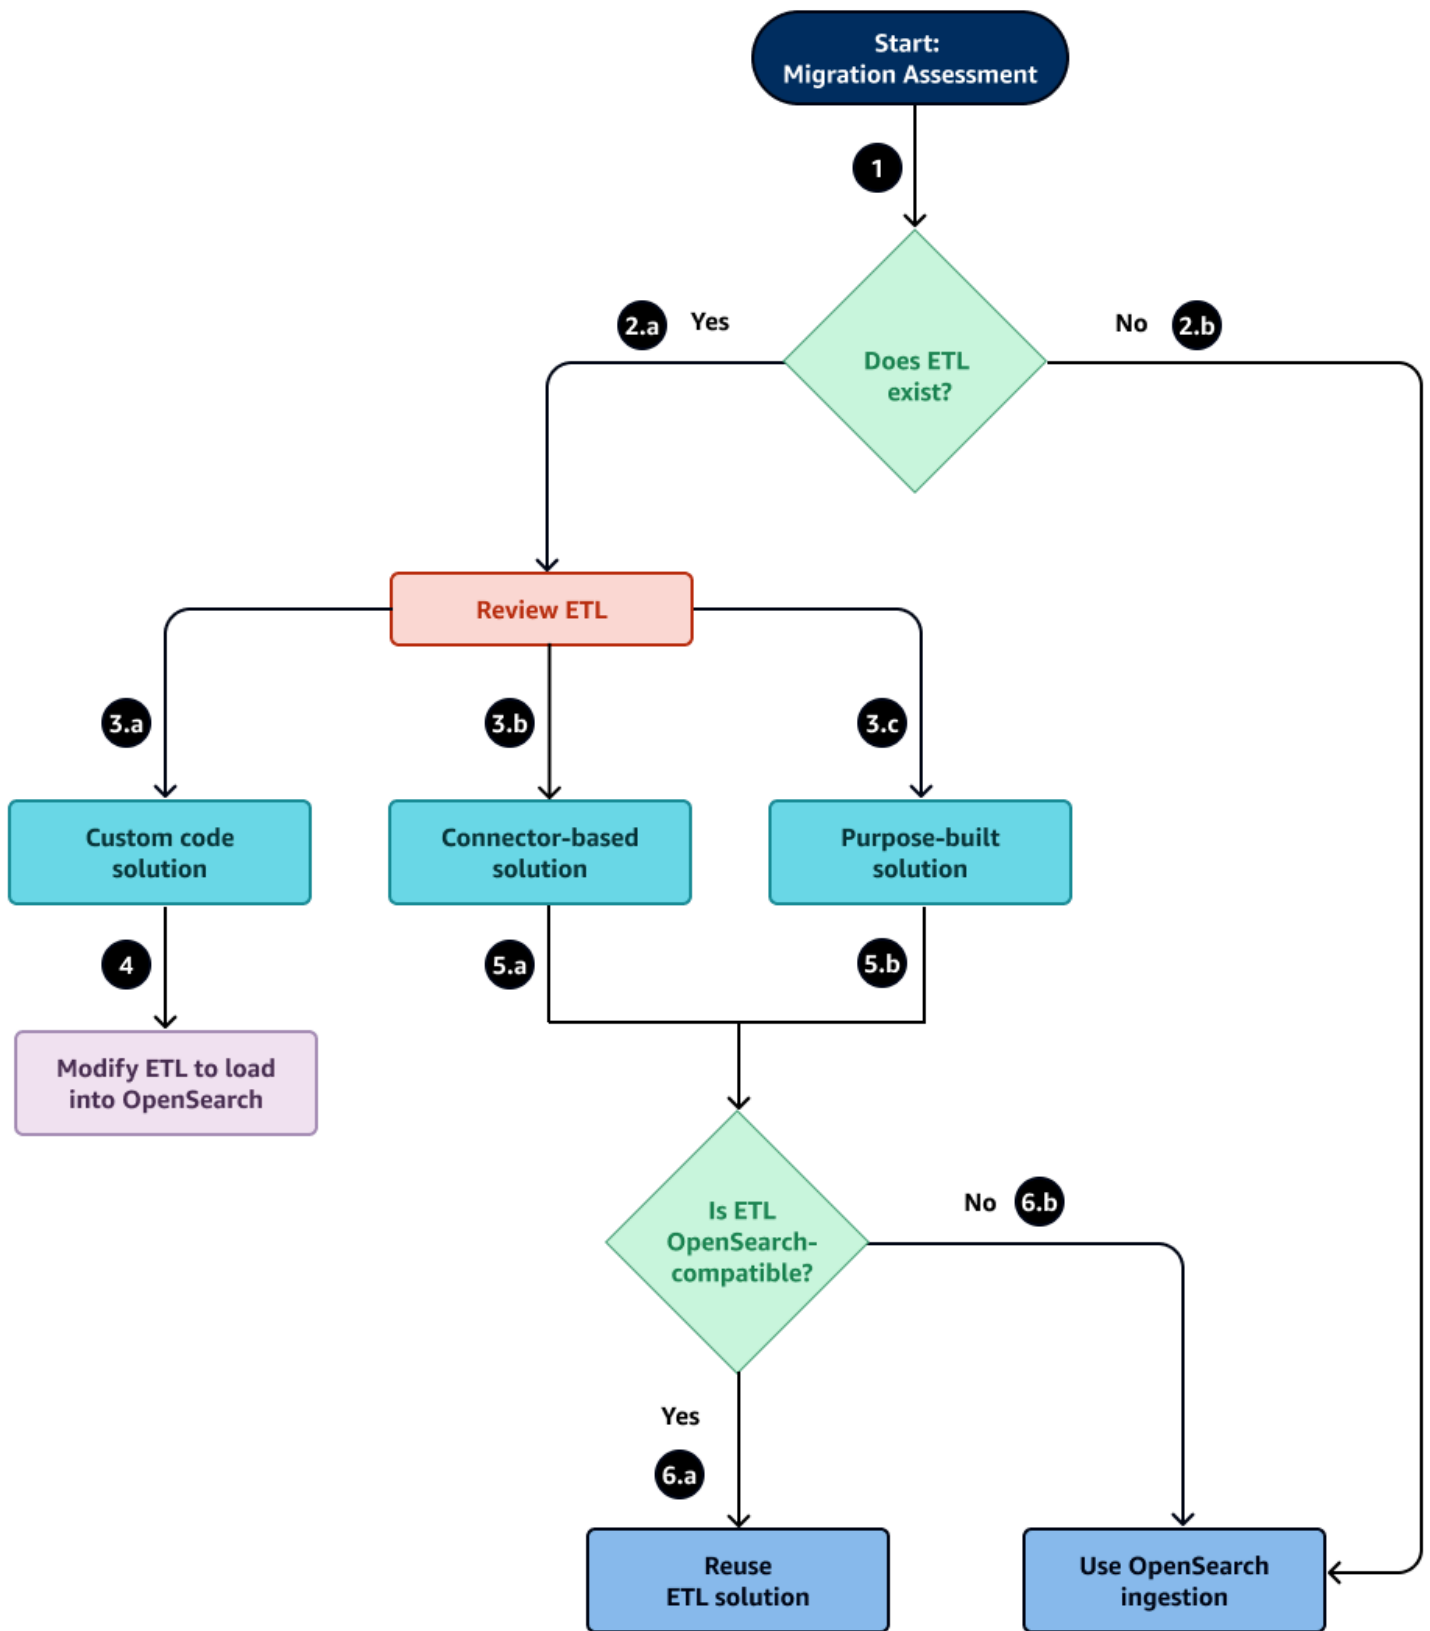 Start:
Migration Assessment
1
2.a Yes
No 2.b
Does ETL
exist?
Review ETL
3.a
3.b
3.c
Custom code
solution
Connector-based
solution
Purpose-built
solution
4
5.a
5.b
Modify ETL to load
into OpenSearch
Is ETL
OpenSearch-
compatible?
No 6.b
Yes
6.a
Reuse
ETL solution
Use OpenSearch
ingestion